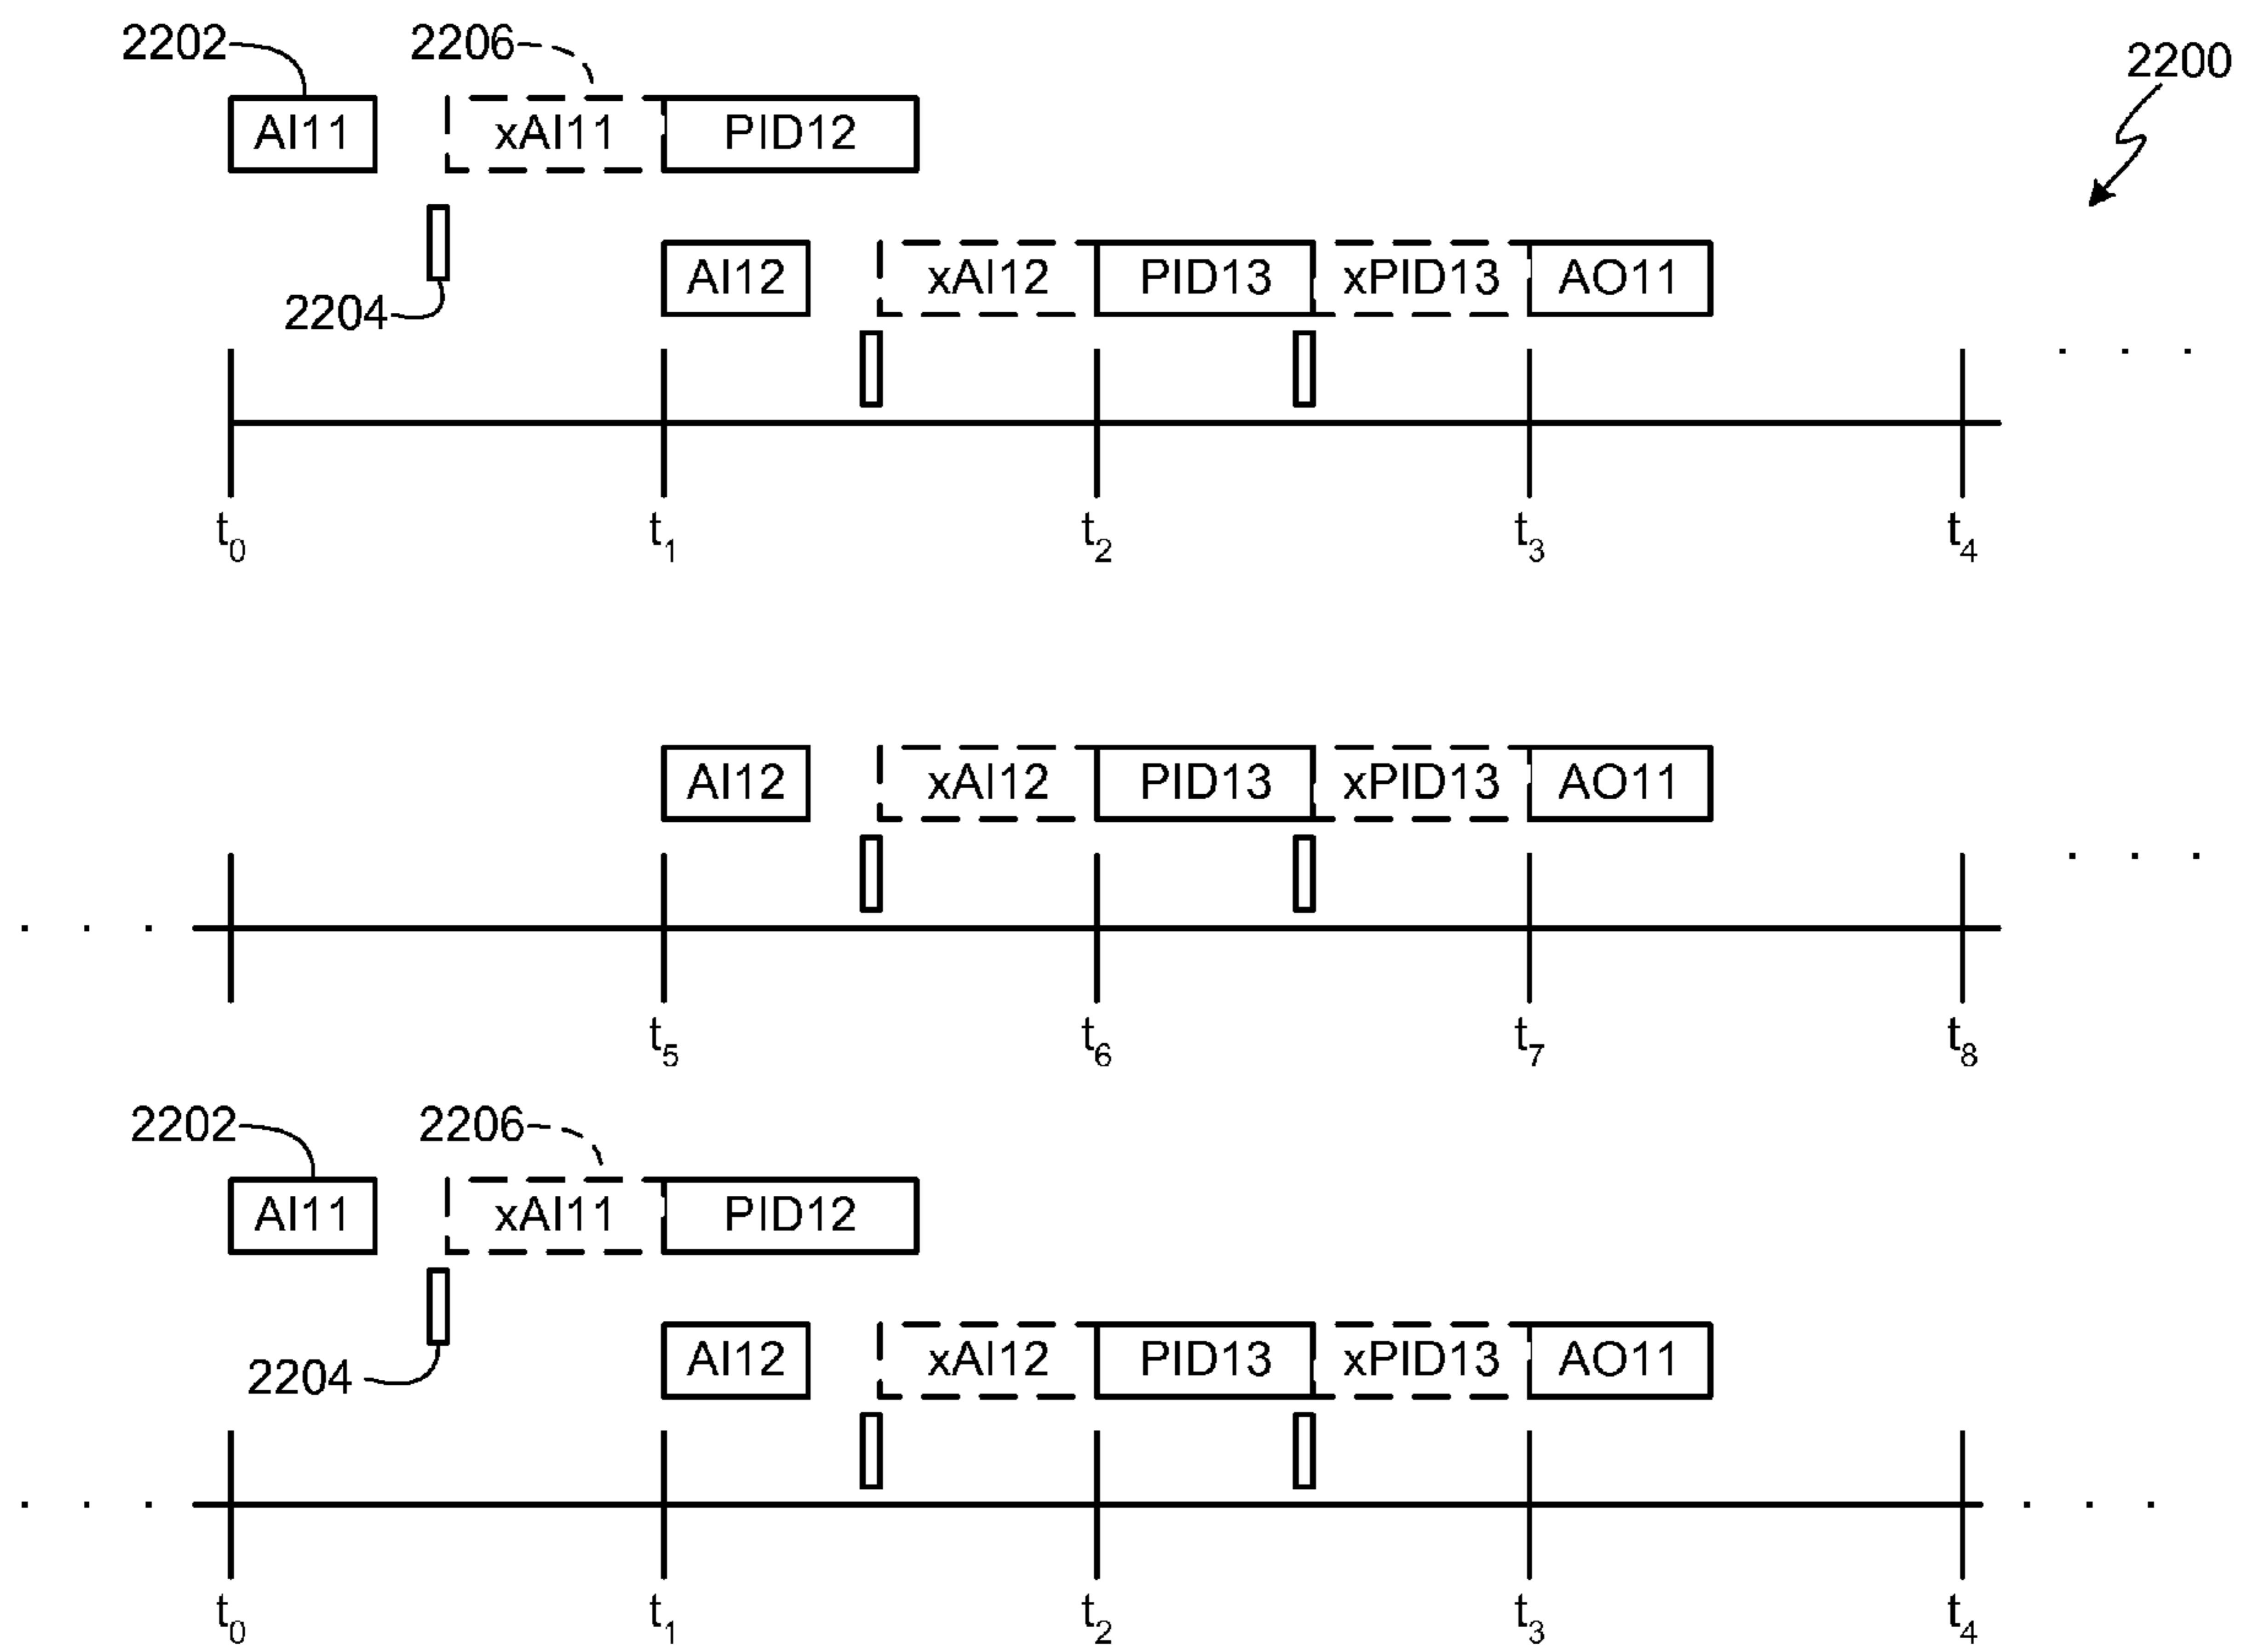 2202 2206 2200
AI11 xAI11 PID12
2204
AI12 xAI12 PID13 xPID13 AO11
. . .
t0 t1 t2 t3 t4
AI12 xAI12 PID13 xPID13 AO11
. . . . . .
t5 t6 t7 t8
2202 2206
AI11 xAI11 PID12
2204
AI12 xAI12 PID13 xPID13 AO11
. . . . . .
t0 t1 t2 t3 t4